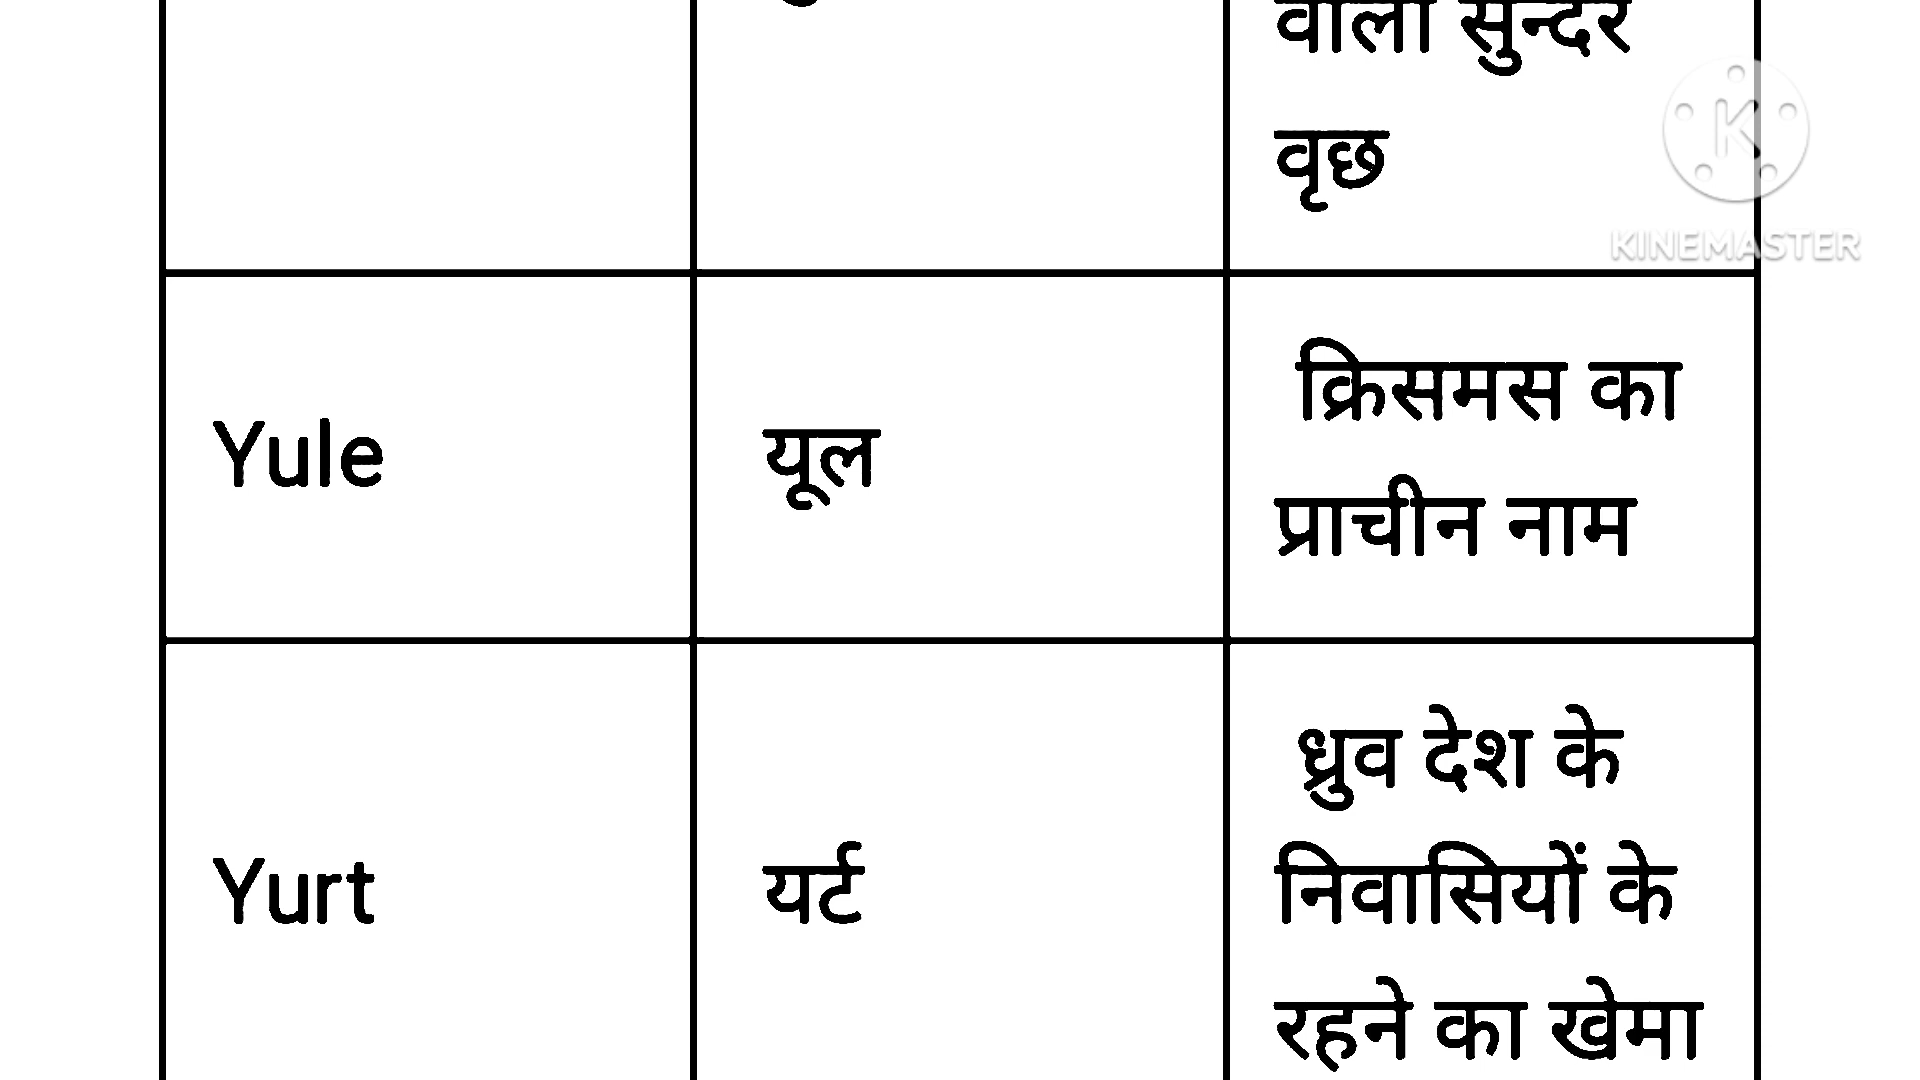 वाला सुन्दर
वृछ
KINEMASTER
Yule
यूल
क्रिसमस का
प्राचीन नाम
Yurt
यर्ट
ध्रुव देश के
निवासियों के
रहने का खेमा